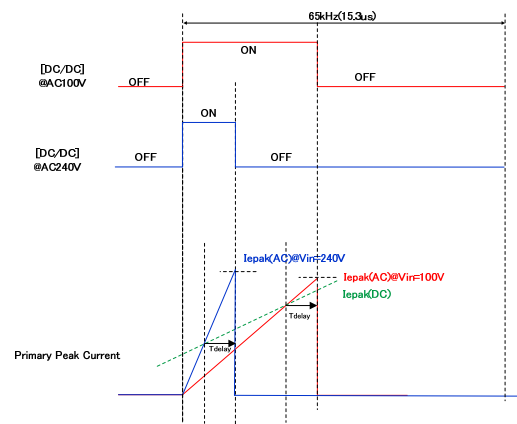 65kHz(15.3us)
[DC/DC]
@AC100V
OFF
ON
OFF
[DC/DC]
@AC240V
OFF
ON
OFF
Iepak(AC)@Vin=240V
Iepak(AC)@Vin=100V
Iepak(DC)
Tdelay
Tdelay
Primary Peak Current